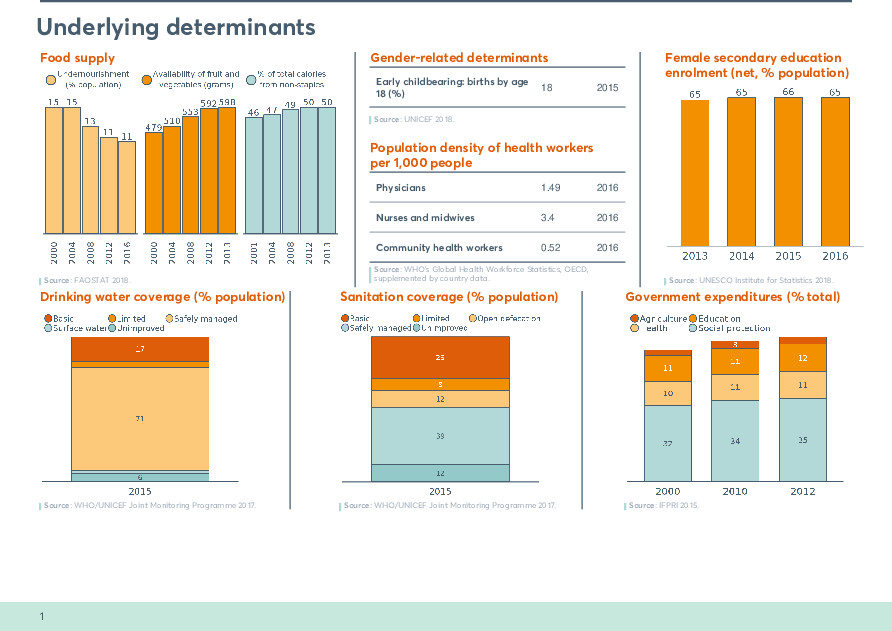 Underlying determinants
Food supply
Undernourishment
(% population)
Availability of fruit and
vegetables (grams)
% of total calories
from non-staples
15 15 13 11 11
479 510 553 592 598
46 47 49 50 50
2000 2004 2008 2012 2016
2000 2004 2008 2012 2013
2001 2004 2008 2012 2013
Source: FAOSTAT 2018.
Gender-related determinants
Early childbearing: births by age
18 (%)
18 2015
Source: UNICEF 2018.
Population density of health workers
per 1,000 people
Physicians 1.49 2016
Nurses and midwives 3.4 2016
Community health workers 0.52 2016
Source: WHO's Global Health Workforce Statistics, OECD,
supplemented by country data.
Female secondary education
enrolment (net, % population)
65 65 66 65
2013 2014 2015 2016
Source: UNESCO Institute for Statistics 2018.
Drinking water coverage (% population)
Basic Limited Safely managed
Surface water Unimproved
17
71
6
2015
Source: WHO/UNICEF Joint Monitoring Programme 2017.
Sanitation coverage (% population)
Basic Limited Open defecation
Safely managed Unimproved
8
12
12
2015
Source: WHO/UNICEF Joint Monitoring Programme 2017.
Government expenditures (% total)
Agriculture Education
Health Social protection
3
11 11 12
10 11 11
34
2000 2010 2012
Source: IFPRI 2015.
1